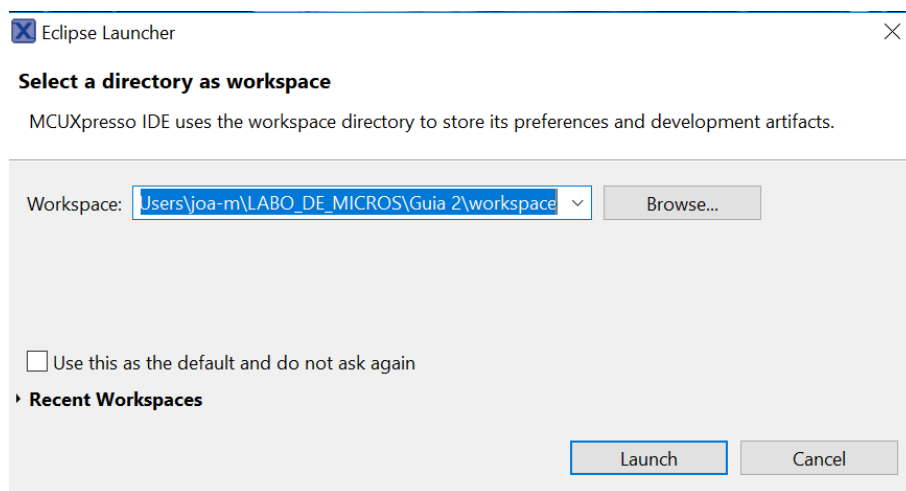 Eclipse Launcher
Select a directory as workspace
MCUXpresso IDE uses the workspace directory to store its preferences and development artifacts.
Workspace: Users\joa-m\LABO_DE_MICROS\Guia 2\workspace Browse...
Use this as the default and do not ask again
Recent Workspaces
Launch Cancel